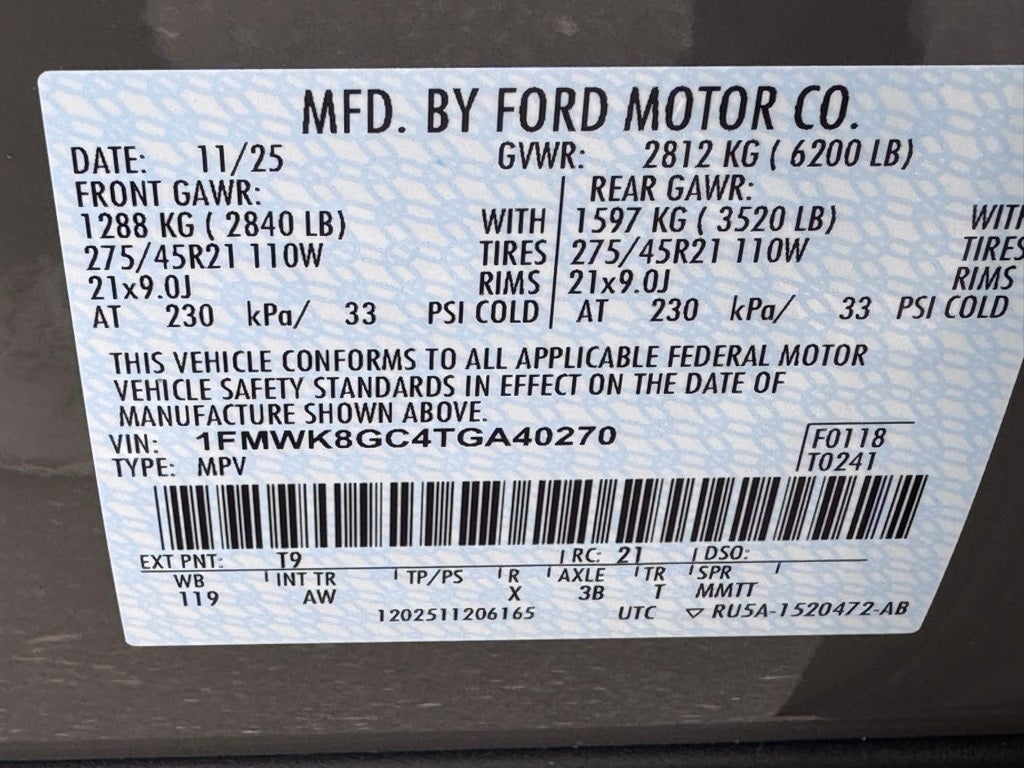 MFD. BY FORD MOTOR CO.
DATE: 11/25 GVWR: 2812 KG ( 6200 LB)
FRONT GAWR: REAR GAWR:
1288 KG ( 2840 LB) WITH 1597 KG ( 3520 LB) WITH
275/45R21 110W TIRES 275/45R21 110W TIRES
21x9.0J RIMS 21x9.0J RIMS
AT 230 kPa/ 33 PSI COLD AT 230 kPa/ 33 PSI COLD
THIS VEHICLE CONFORMS TO ALL APPLICABLE FEDERAL MOTOR
VEHICLE SAFETY STANDARDS IN EFFECT ON THE DATE OF
MANUFACTURE SHOWN ABOVE.
VIN: 1FMWK8GC4TGA40270 F0118
TYPE: MPV T0241
EXT PNT: T9 RC: 21 DSO:
WB INT TR TP/PS R AXLE TR SPR
119 AW X 3B T MMTT
1202511206165 UTC ▽ RU5A-1520472-AB